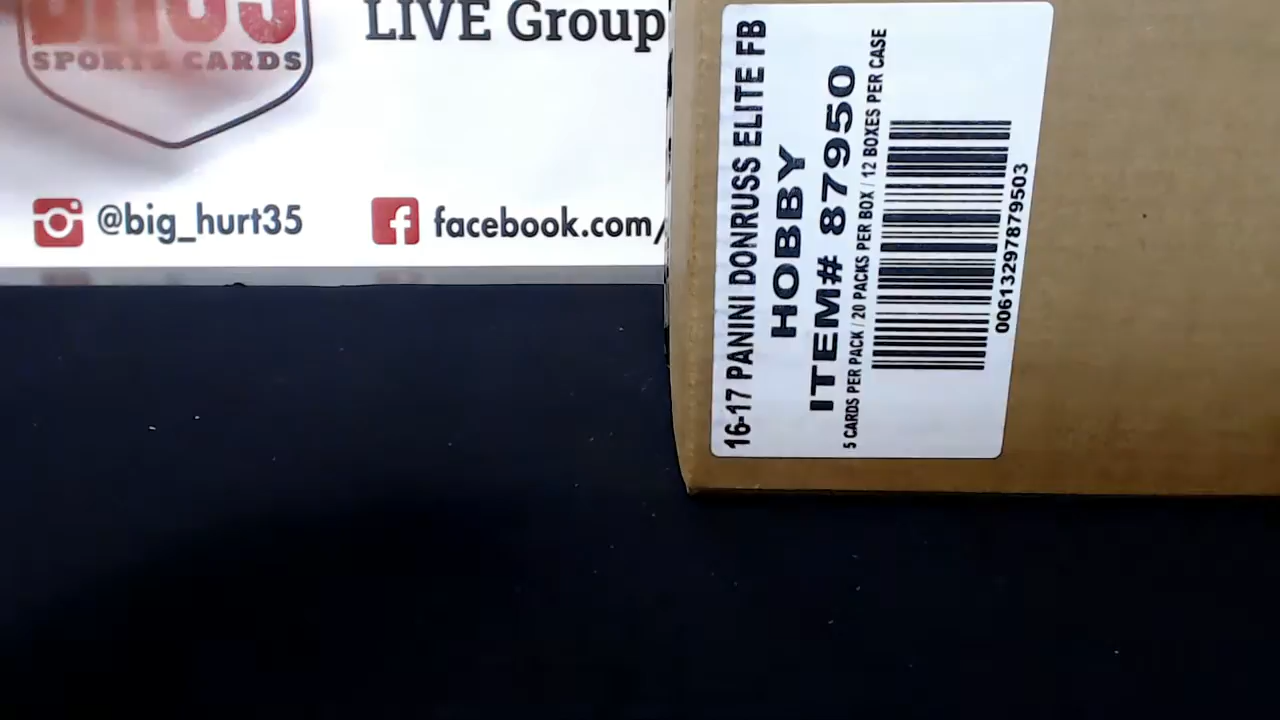 SPORTS CARDS
LIVE Group
@big_hurt35
facebook.com/
16-17 PANINI DONRUSS ELITE FB
HOBBY
ITEM# 87950
5 CARDS PER PACK / 20 PACKS PER BOX / 12 BOXES PER CASE
00613297879503